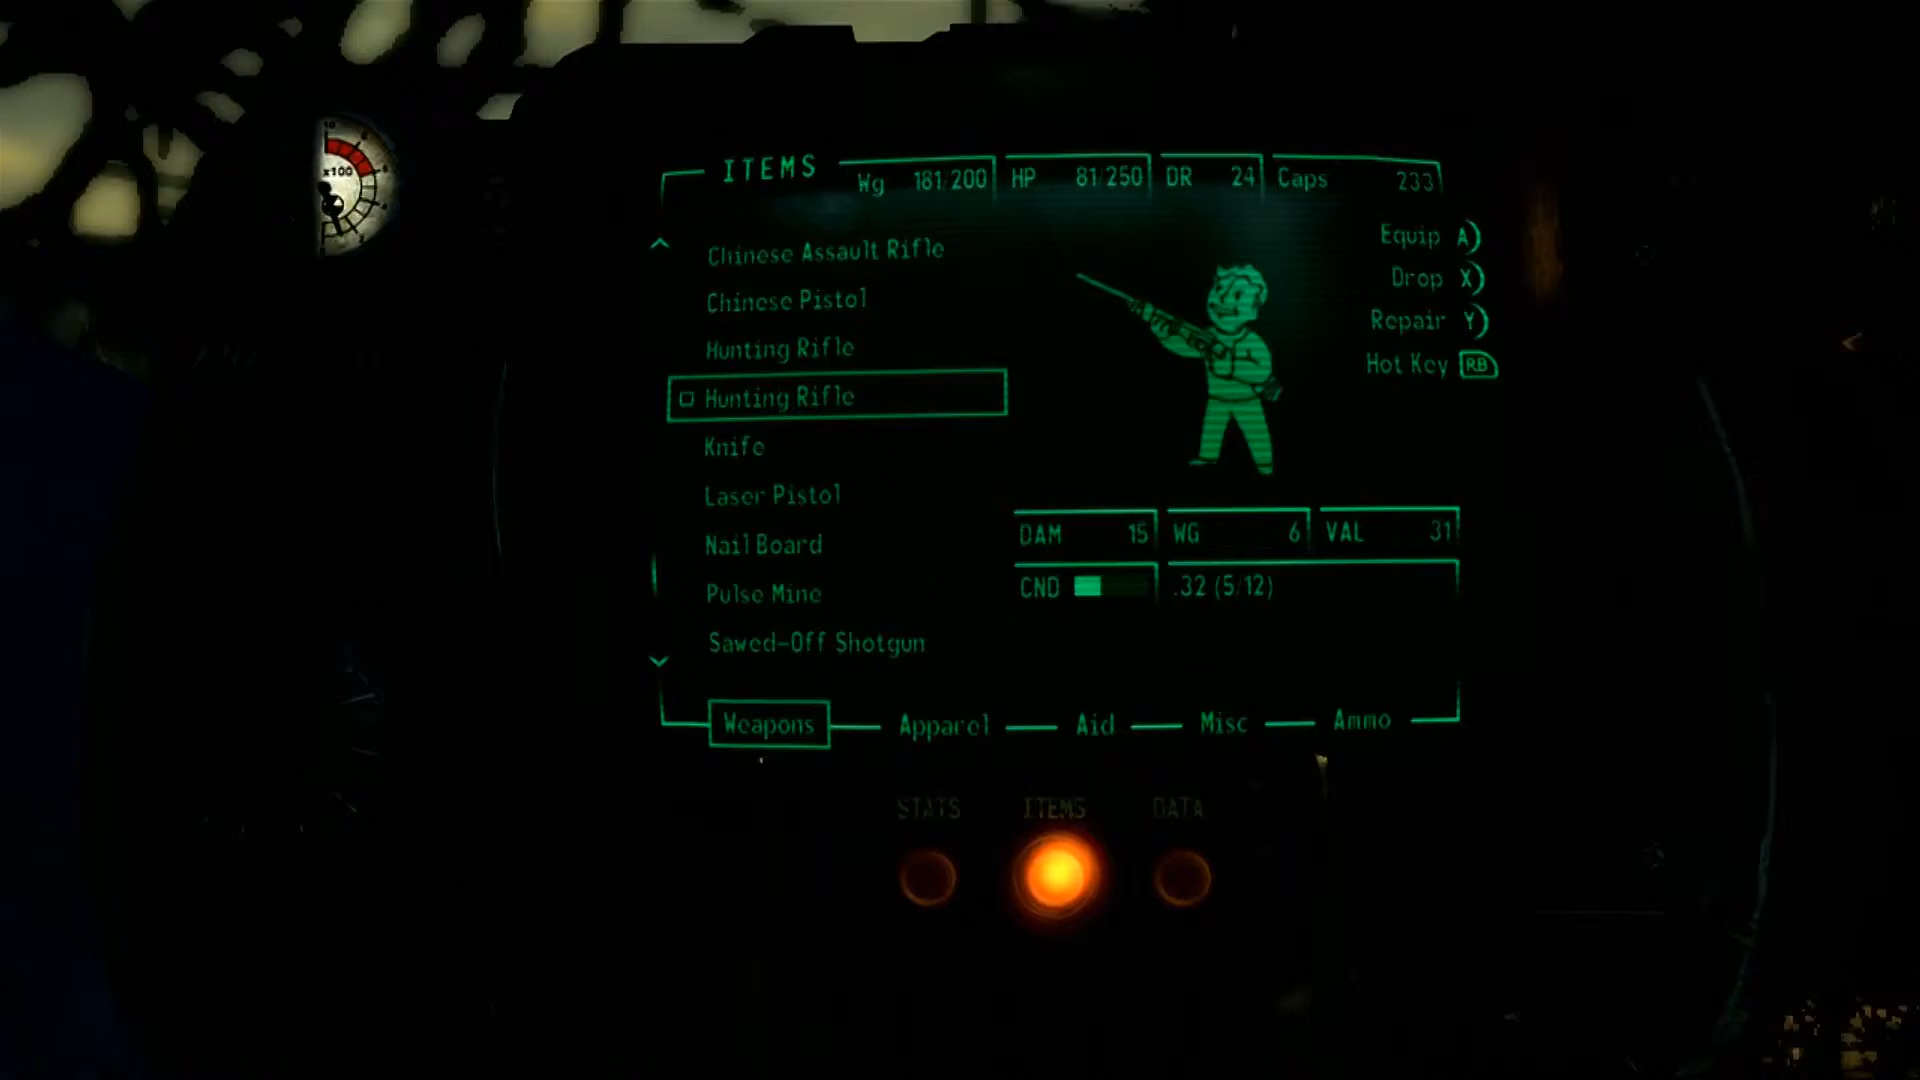 x100
ITEMS Wg 181/200 HP 81/250 DR 24 Caps 233
Equip A)
Drop X)
Repair Y)
Hot Key RB
Chinese Assault Rifle
Chinese Pistol
Hunting Rifle
Hunting Rifle
Knife
Laser Pistol
Nail Board
Pulse Mine
Sawed-Off Shotgun
DAM 15 WG 6 VAL 31
CND .32 (5/12)
Weapons Apparel Aid Misc Ammo
STATS ITEMS DATA